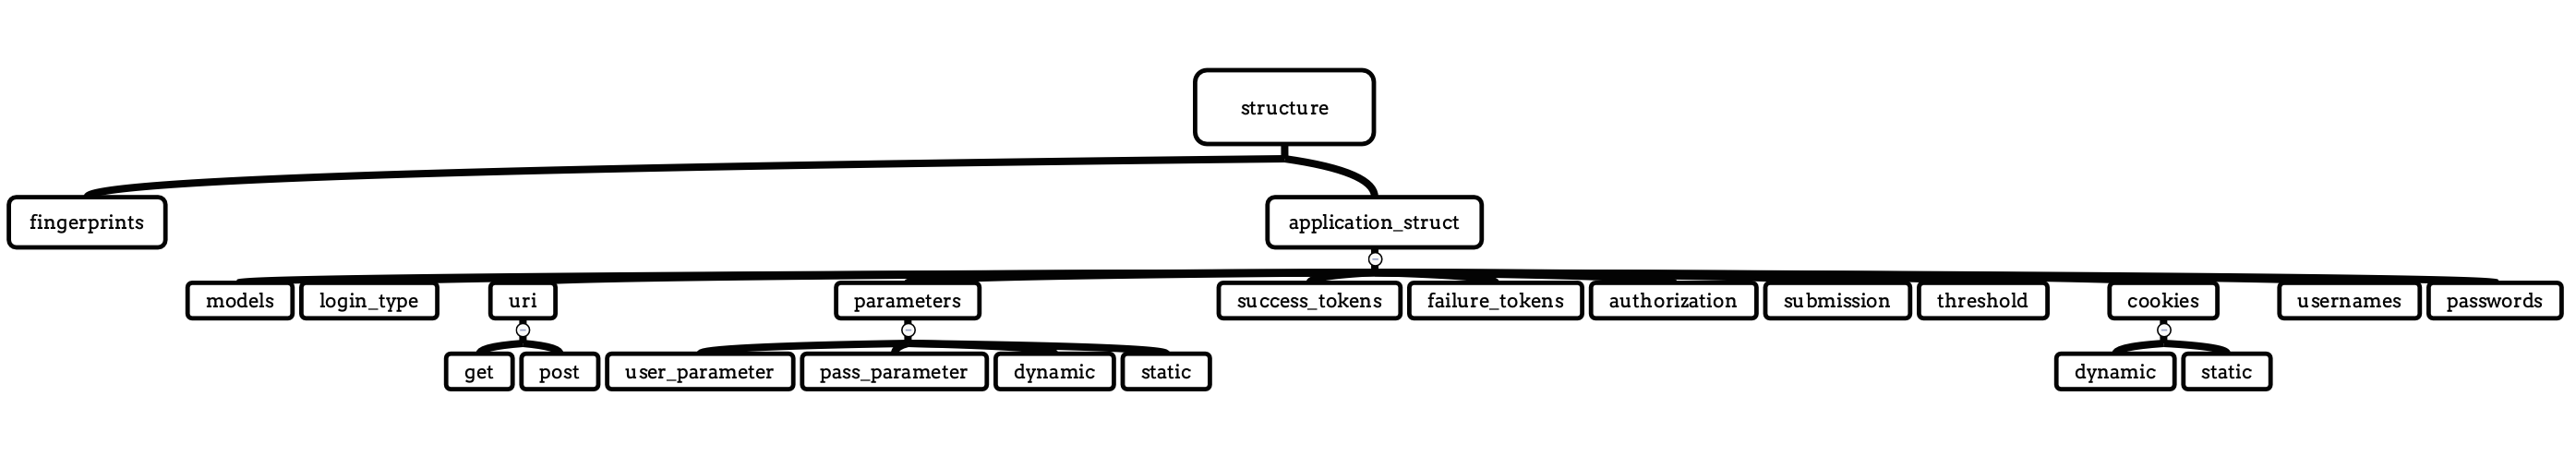 structure
fingerprints
application_struct
models
login_type
uri
parameters
success_tokens
failure_tokens
authorization
submission
threshold
cookies
usernames
passwords
get
post
user_parameter
pass_parameter
dynamic
static
dynamic
static